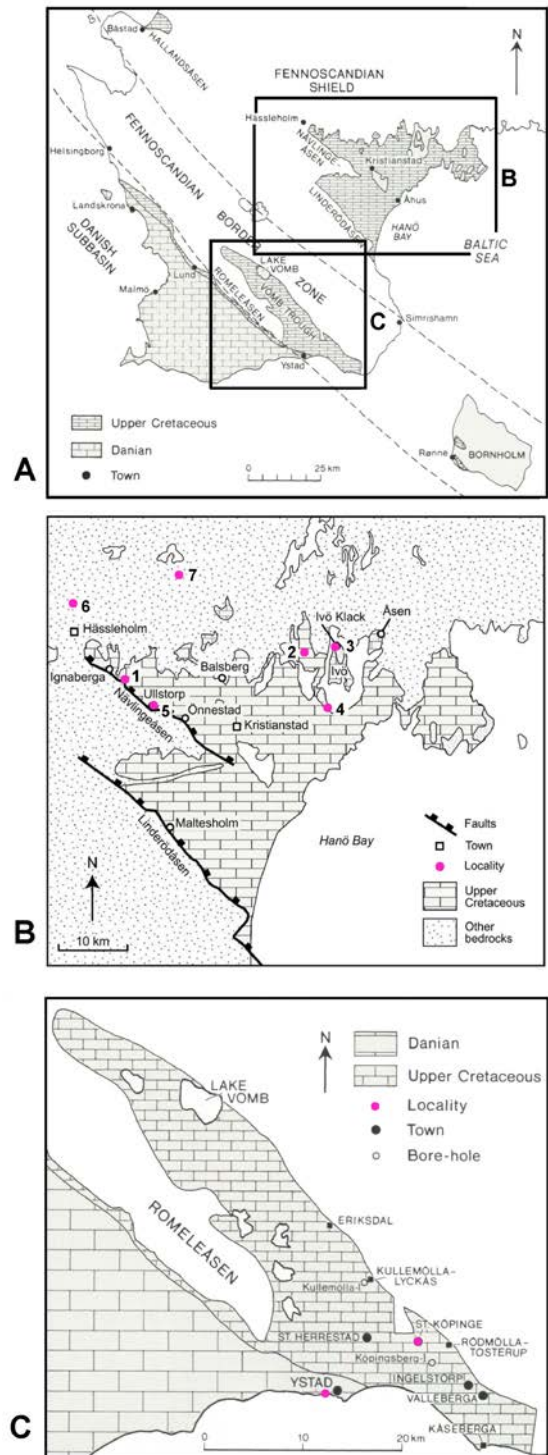 Båstad
HALLANDSÅSEN
N
FENNOSCANDIAN
SHIELD
Hässleholm
NÄVLINGE-
ÅSEN
Kristianstad
B
Helsingborg
FENNOSCANDIAN
LINDERÖDSÅSEN
Åhus
Landskrona
HANÖ
BAY
BORDER
BALTIC
SEA
DANISH
SUBBASIN
LAKE
VOMB
ZONE
Lund
ROMELEÅSEN
VOMB TROUGH
Malmö
C
Simrishamn
Ystad
Upper Cretaceous
Danian
Town
BORNHOLM
Rønne
0 25 km
A
7
6
Hässleholm
Ivö Klack
Åsen
2
3
Ignaberga
1
Balsberg
Ivö
Ullstorp
4
5
Önnestad
Nävlingeåsen
Kristianstad
Faults
Town
Maltesholm
Hanö Bay
Locality
Linderödsåsen
Upper
Cretaceous
N
Other
bedrocks
10 km
B
N
Danian
Upper Cretaceous
LAKE
VOMB
Locality
Town
Bore-hole
ROMELEÅSEN
ERIKSDAL
KULLEMÖLLA-
LYCKÅS
Kullemölla-I
ST KÖPINGE
ST HERRESTAD
RÖDMÖLLA-
TOSTERUP
Köpingsberg-I
INGELSTORP
YSTAD
VALLEBERGA
KÅSEBERGA
0 10 20 km
C